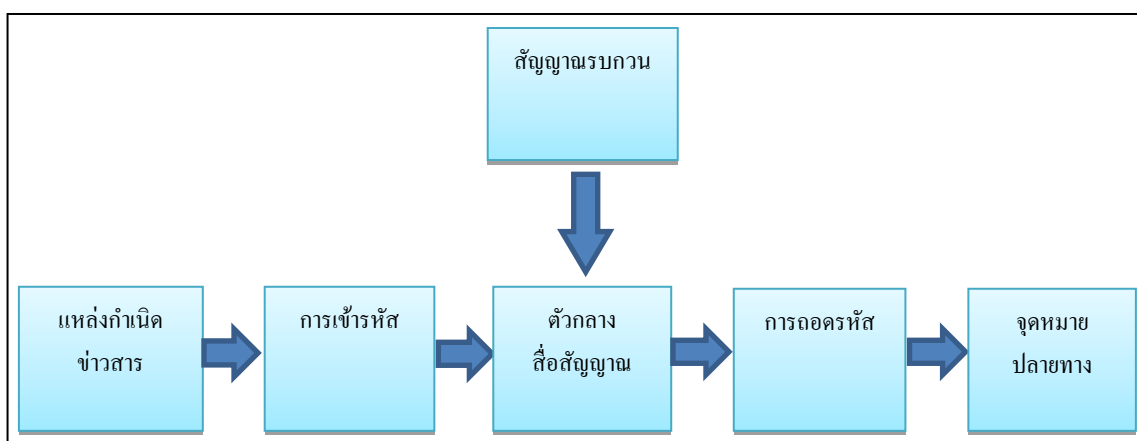 สัญญาณรบกวน
แหล่งกำเนิด
ข่าวสาร
การเข้ารหัส
ตัวกลาง
สื่อสัญญาณ
การถอดรหัส
จุดหมาย
ปลายทาง